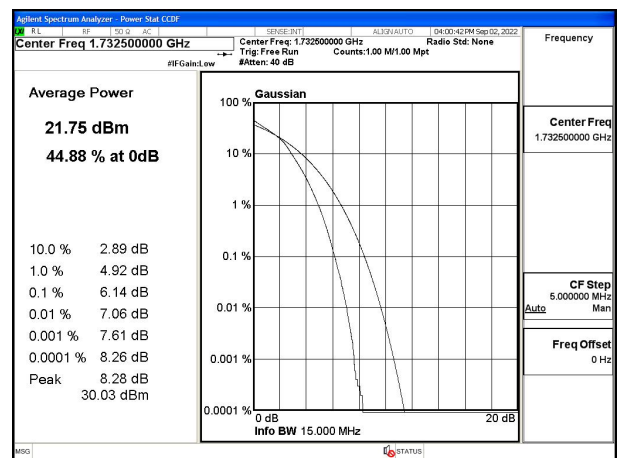 Agilent Spectrum Analyzer - Power Stat CCDF
LXI RL RF 50 Ω AC SENSE:INT ALIGN AUTO 04:00:42 PM Sep 02, 2022
Center Freq 1.732500000 GHz
Center Freq: 1.732500000 GHz Radio Std: None
Trig: Free Run Counts:1.00 M/1.00 Mpt
#IFGain:Low #Atten: 40 dB
Frequency
Center Freq
1.732500000 GHz
CF Step
5.000000 MHz
Auto Man
Freq Offset
0 Hz
Average Power
21.75 dBm
44.88 % at 0dB
10.0 % 2.89 dB
1.0 % 4.92 dB
0.1 % 6.14 dB
0.01 % 7.06 dB
0.001 % 7.61 dB
0.0001 % 8.26 dB
Peak 8.28 dB
30.03 dBm
Gaussian
100 %
10 %
1 %
0.1 %
0.01 %
0.001 %
0.0001 %
0 dB 20 dB
Info BW 15.000 MHz
MSG STATUS